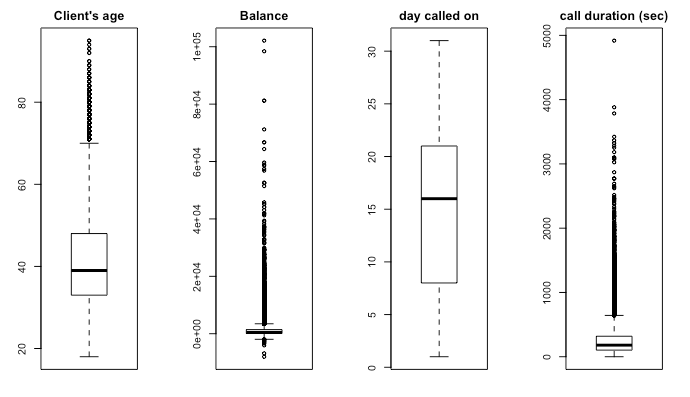 Client's age
80
60
40
20
Balance
1e+05
8e+04
6e+04
4e+04
2e+04
0e+00
day called on
30
25
20
15
10
5
0
call duration (sec)
5000
4000
3000
2000
1000
0